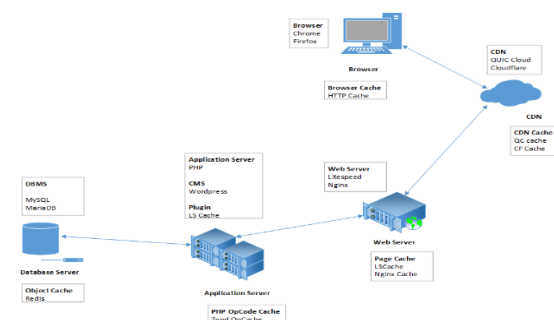 Browser
Chrome
Firefox
Browser
Browser Cache
HTTP Cache
CDN
QUIC Cloud
Cloudflare
CDN
CDN Cache
QC cache
CF Cache
Web Server
Litespeed
Nginx
Web Server
Page Cache
LSCache
Nginx Cache
Application Server
PHP
CMS
Wordpress
Plugin
LS Cache
Application Server
PHP OpCode Cache
Zend OpCache
DBMS
MySQL
MariaDB
Database Server
Object Cache
Redis